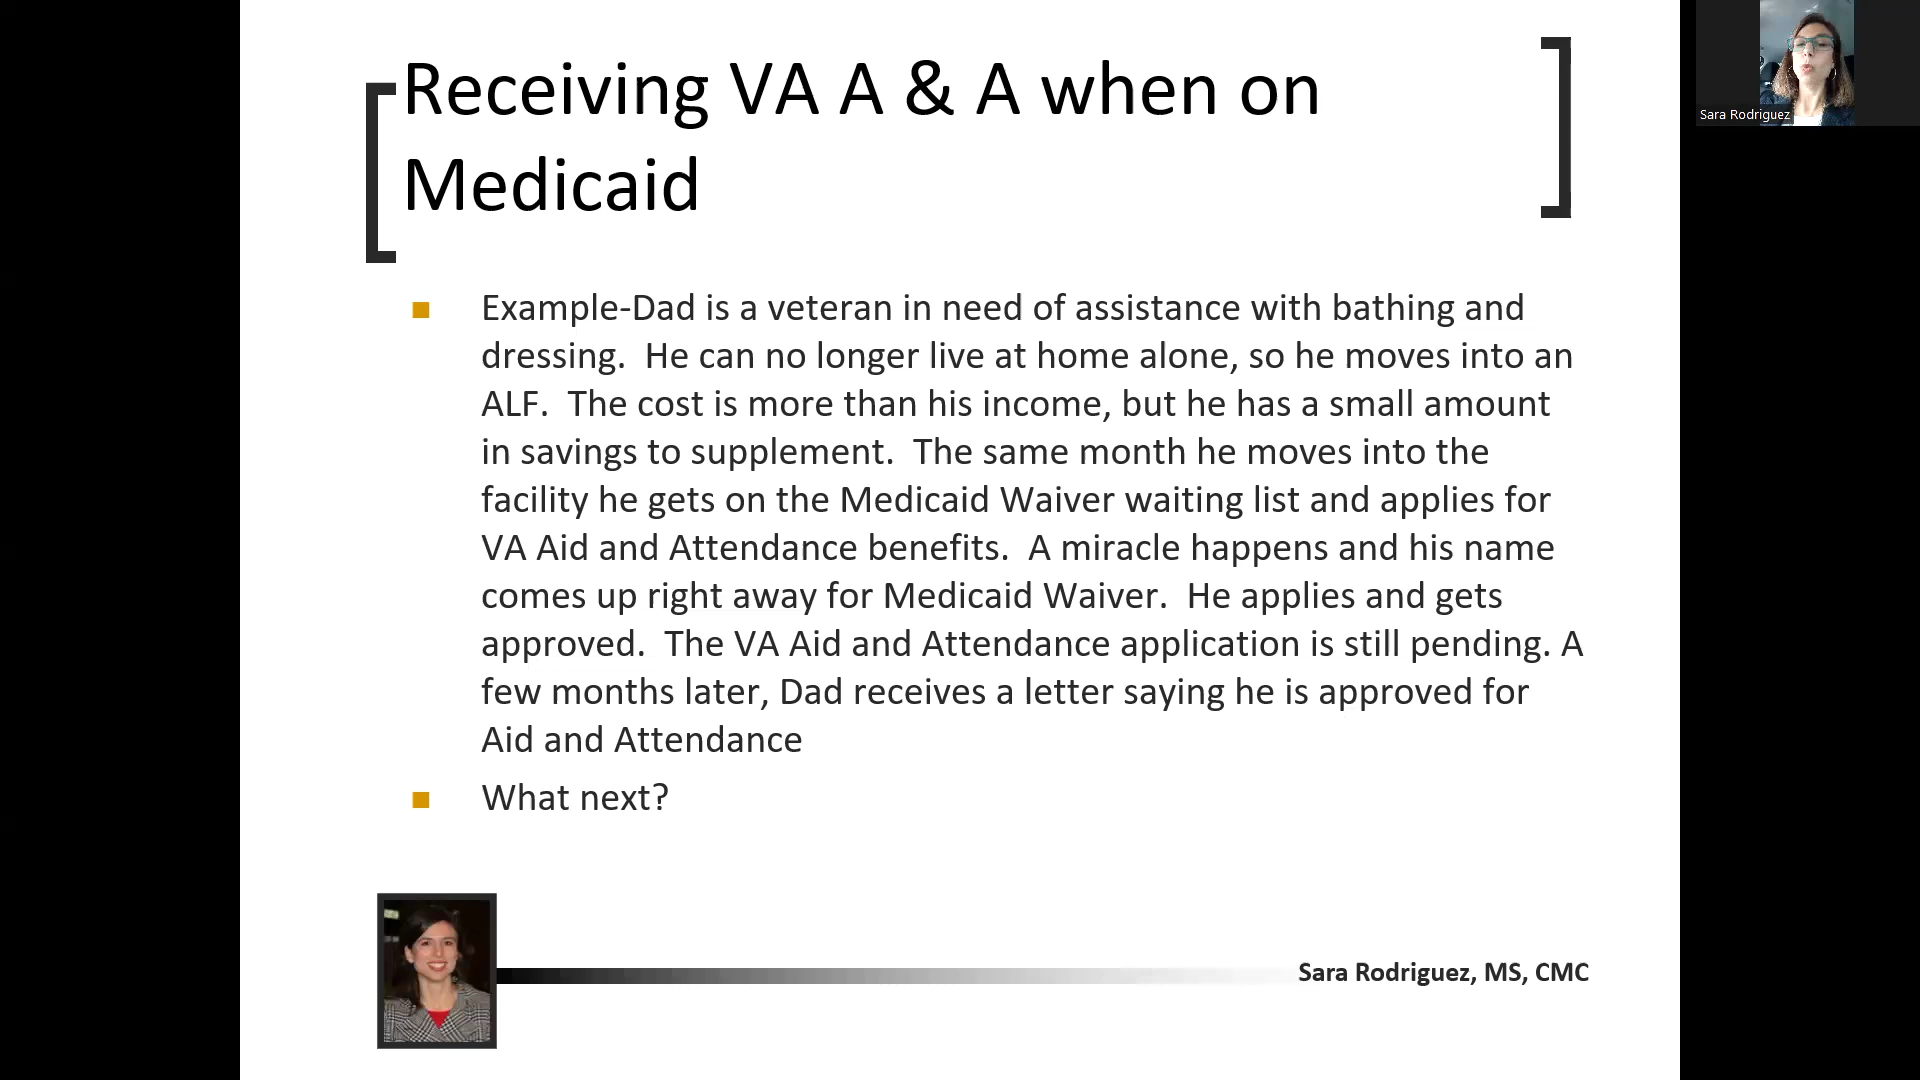 Receiving VA A & A when on
Medicaid
Example-Dad is a veteran in need of assistance with bathing and
dressing.  He can no longer live at home alone, so he moves into an
ALF.  The cost is more than his income, but he has a small amount
in savings to supplement.  The same month he moves into the
facility he gets on the Medicaid Waiver waiting list and applies for
VA Aid and Attendance benefits.  A miracle happens and his name
comes up right away for Medicaid Waiver.  He applies and gets
approved.  The VA Aid and Attendance application is still pending. A
few months later, Dad receives a letter saying he is approved for
Aid and Attendance
What next?
Sara Rodriguez, MS, CMC
Sara Rodriguez